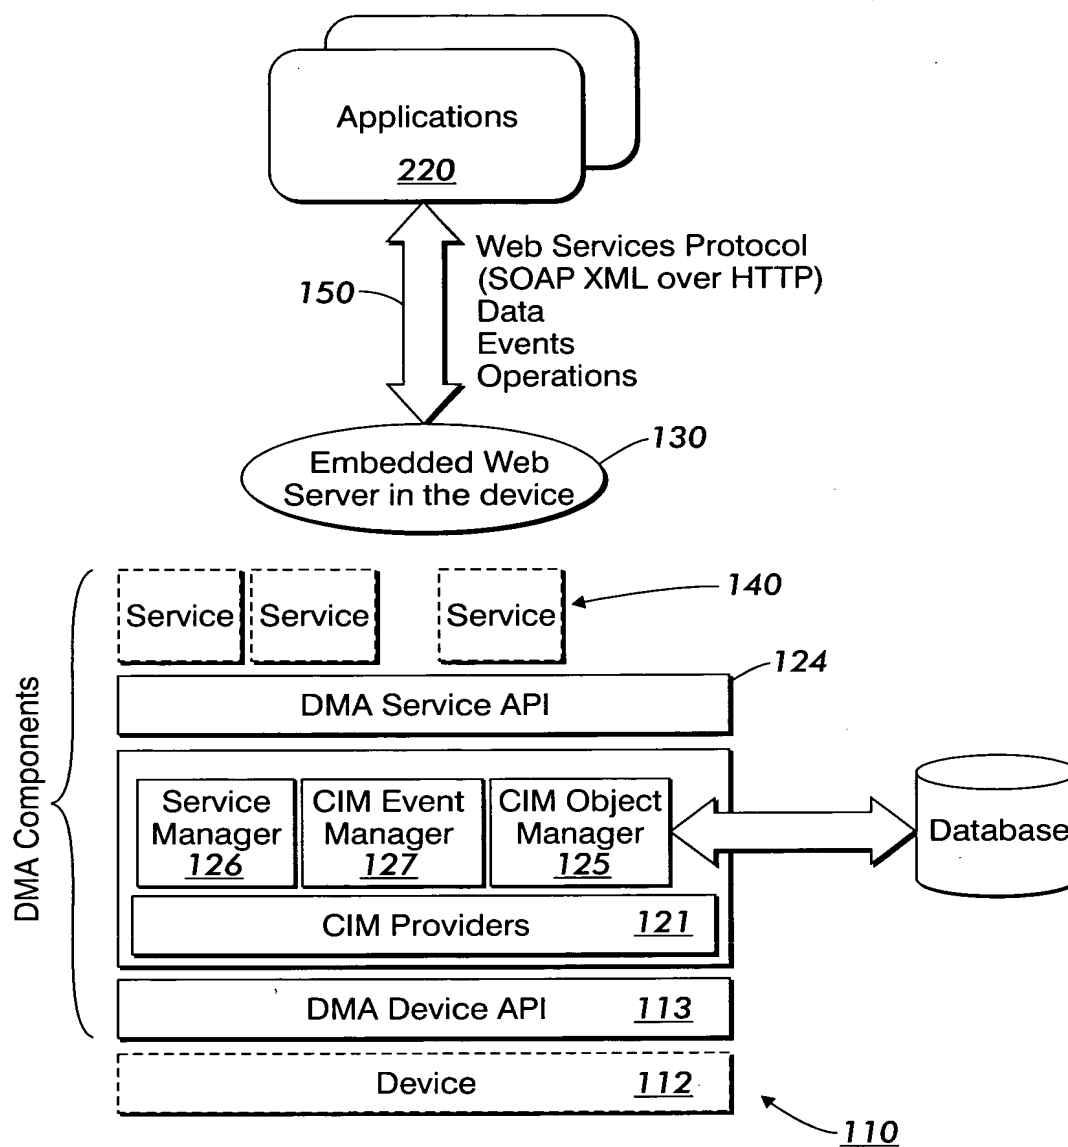 Applications
220
150
Web Services Protocol
(SOAP XML over HTTP)
Data
Events
Operations
130
Embedded Web
Server in the device
140
Service
Service
Service
124
DMA Service API
DMA Components
Service
Manager
126
CIM Event
Manager
127
CIM Object
Manager
125
Database
CIM Providers 121
DMA Device API 113
Device 112
110